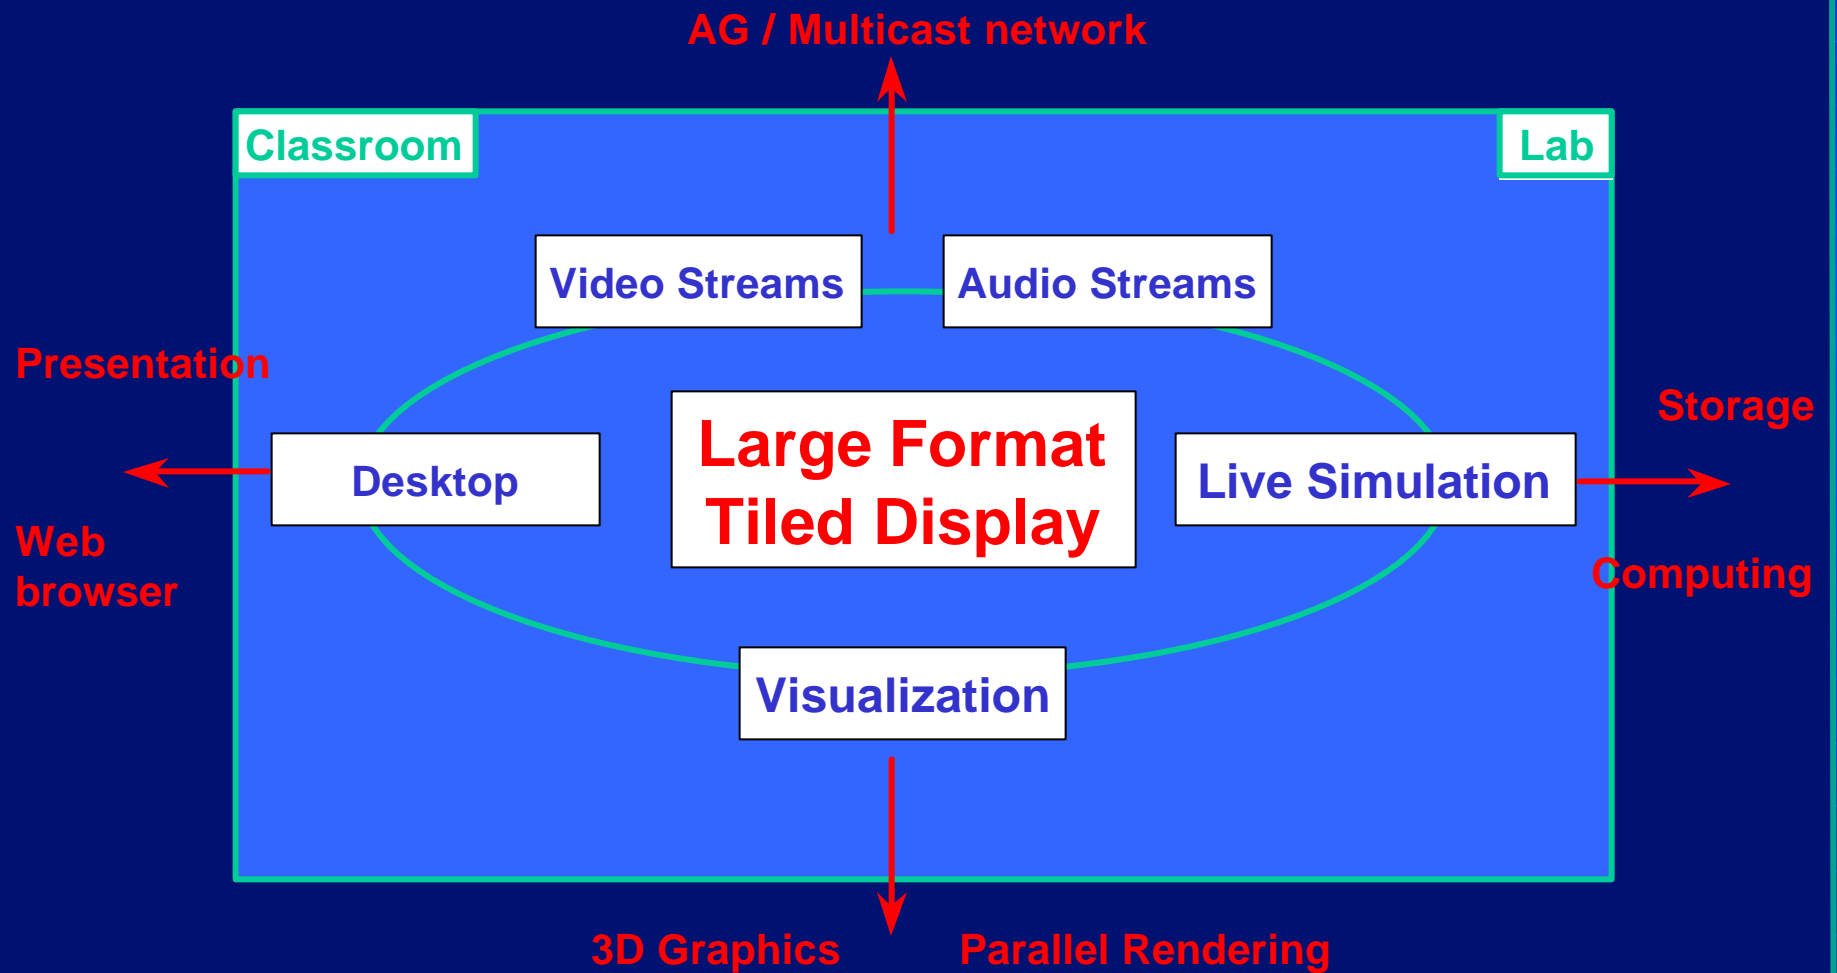 AG / Multicast network
Classroom
Lab
Video Streams
Audio Streams
Presentation
Large Format
Tiled Display
Storage
Desktop
Live Simulation
Web
browser
Computing
Visualization
3D Graphics
Parallel Rendering